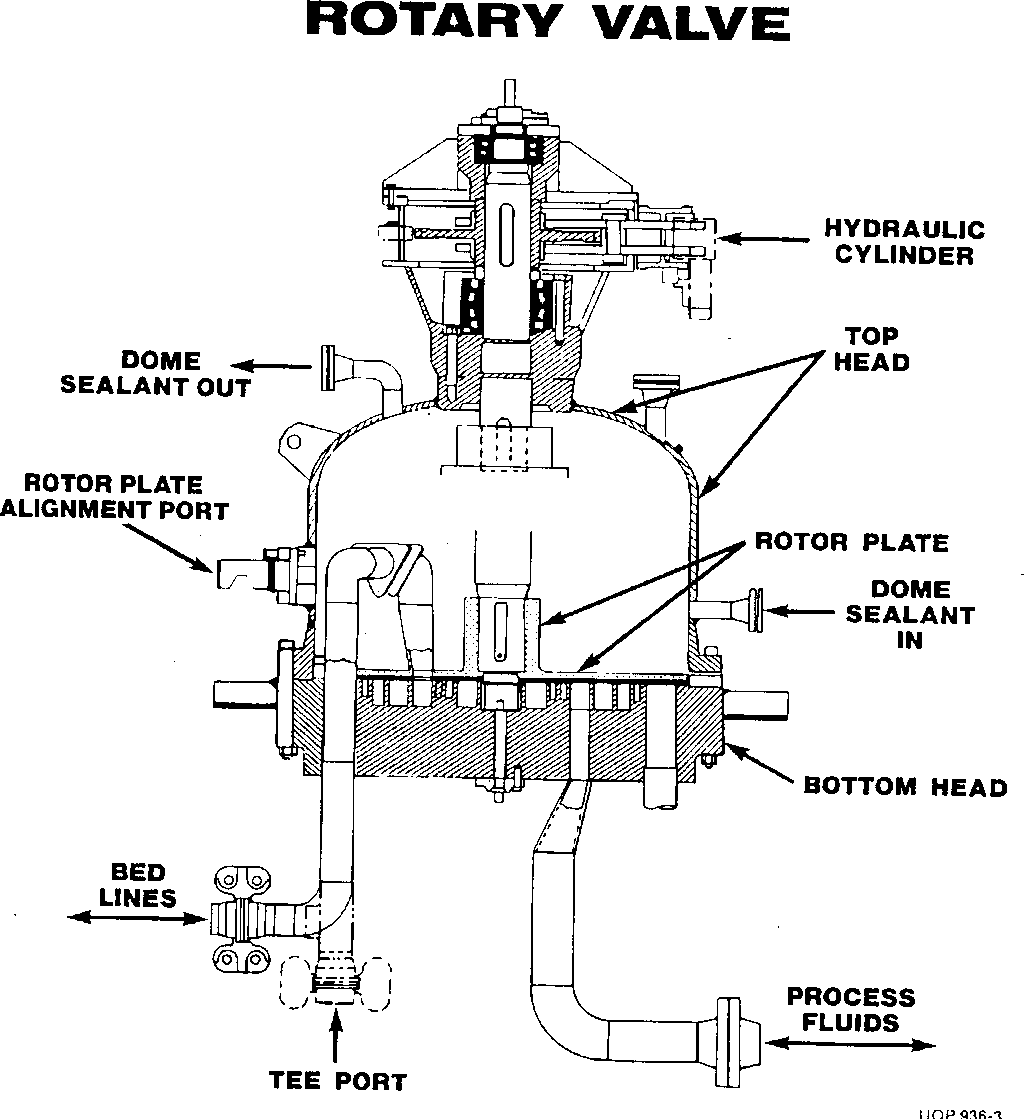 ROTARY VALVE
HYDRAULIC
CYLINDER
TOP
HEAD
DOME
SEALANT OUT
ROTOR PLATE
ALIGNMENT PORT
ROTOR PLATE
DOME
SEALANT
IN
BOTTOM HEAD
BED
LINES
PROCESS
FLUIDS
TEE PORT
UOP 936-3